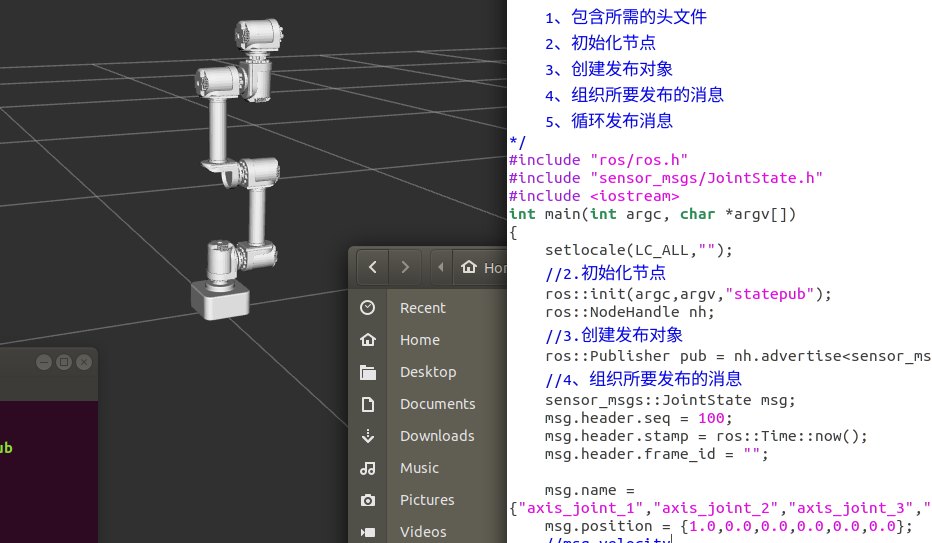 1、包含所需的头文件
2、初始化节点
3、创建发布对象
4、组织所要发布的消息
5、循环发布消息
*/
#include "ros/ros.h"
#include "sensor_msgs/JointState.h"
#include <iostream>
int main(int argc, char *argv[])
{
setlocale(LC_ALL,"");
//2.初始化节点
ros::init(argc,argv,"statepub");
ros::NodeHandle nh;
//3.创建发布对象
ros::Publisher pub = nh.advertise<sensor_ms
//4、组织所要发布的消息
sensor_msgs::JointState msg;
msg.header.seq = 100;
msg.header.stamp = ros::Time::now();
msg.header.frame_id = "";
msg.name =
{"axis_joint_1","axis_joint_2","axis_joint_3","
msg.position = {1.0,0.0,0.0,0.0,0.0,0.0};
//msg.velocity
Hor
Recent
Home
Desktop
Documents
Downloads
Music
Pictures
Videos
ub